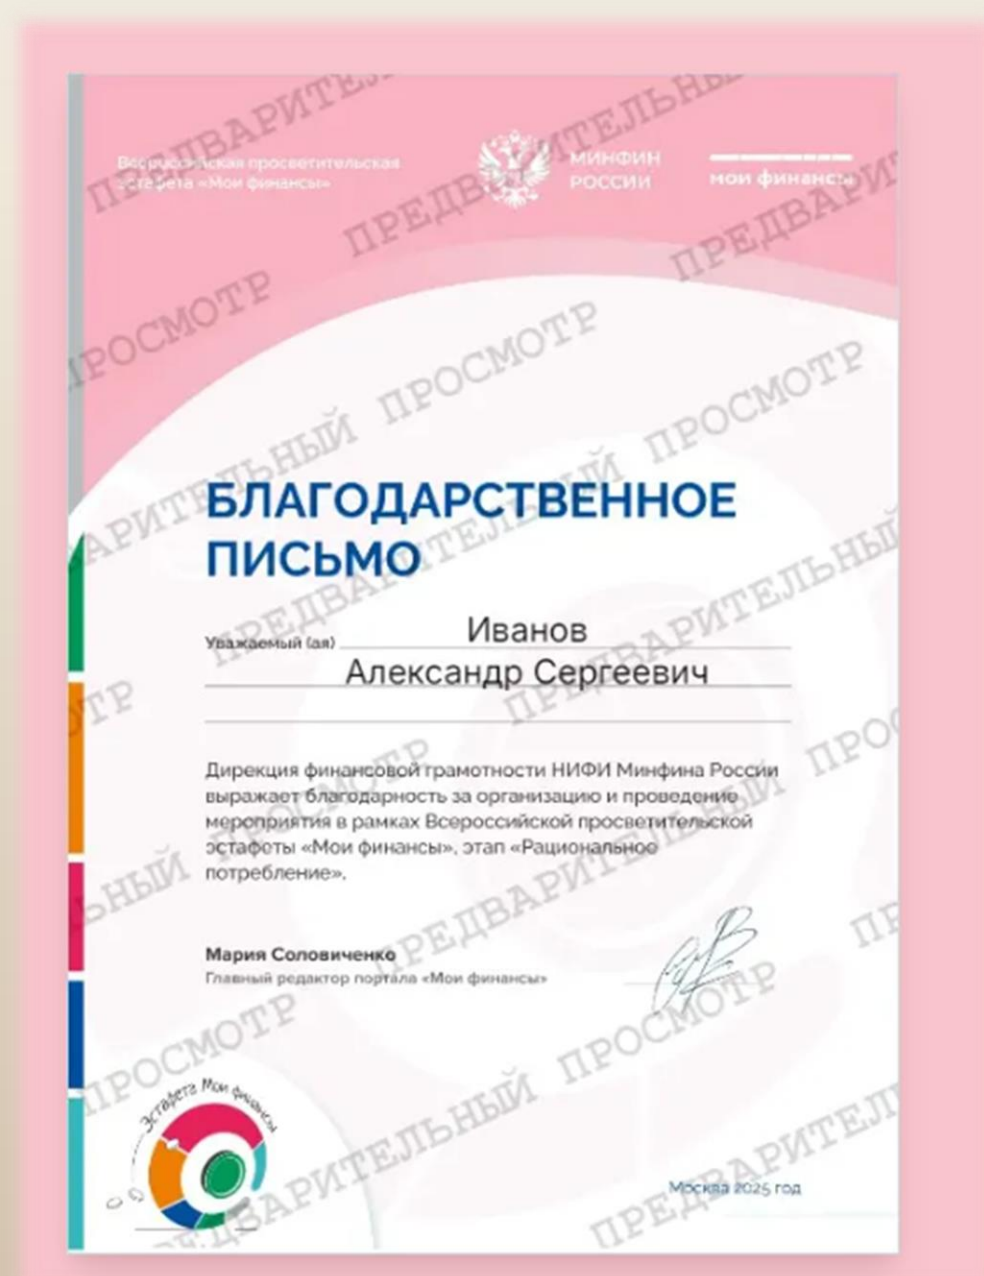 Всероссийская просветительская
эстафета «Мои финансы»
МИНФИН
РОССИИ
мои финансы
БЛАГОДАРСТВЕННОЕ
ПИСЬМО
Уважаемый (ая) Иванов
Александр Сергеевич
Дирекция финансовой грамотности НИФИ Минфина России
выражает благодарность за организацию и проведение
мероприятия в рамках Всероссийской просветительской
эстафеты «Мои финансы», этап «Рациональное
потребление».
Мария Соловиченко
Главный редактор портала «Мои финансы»
Эстафета Мои финансы
Москва 2025 год
ПРЕДВАРИТЕЛЬНЫЙ ПРОСМОТР